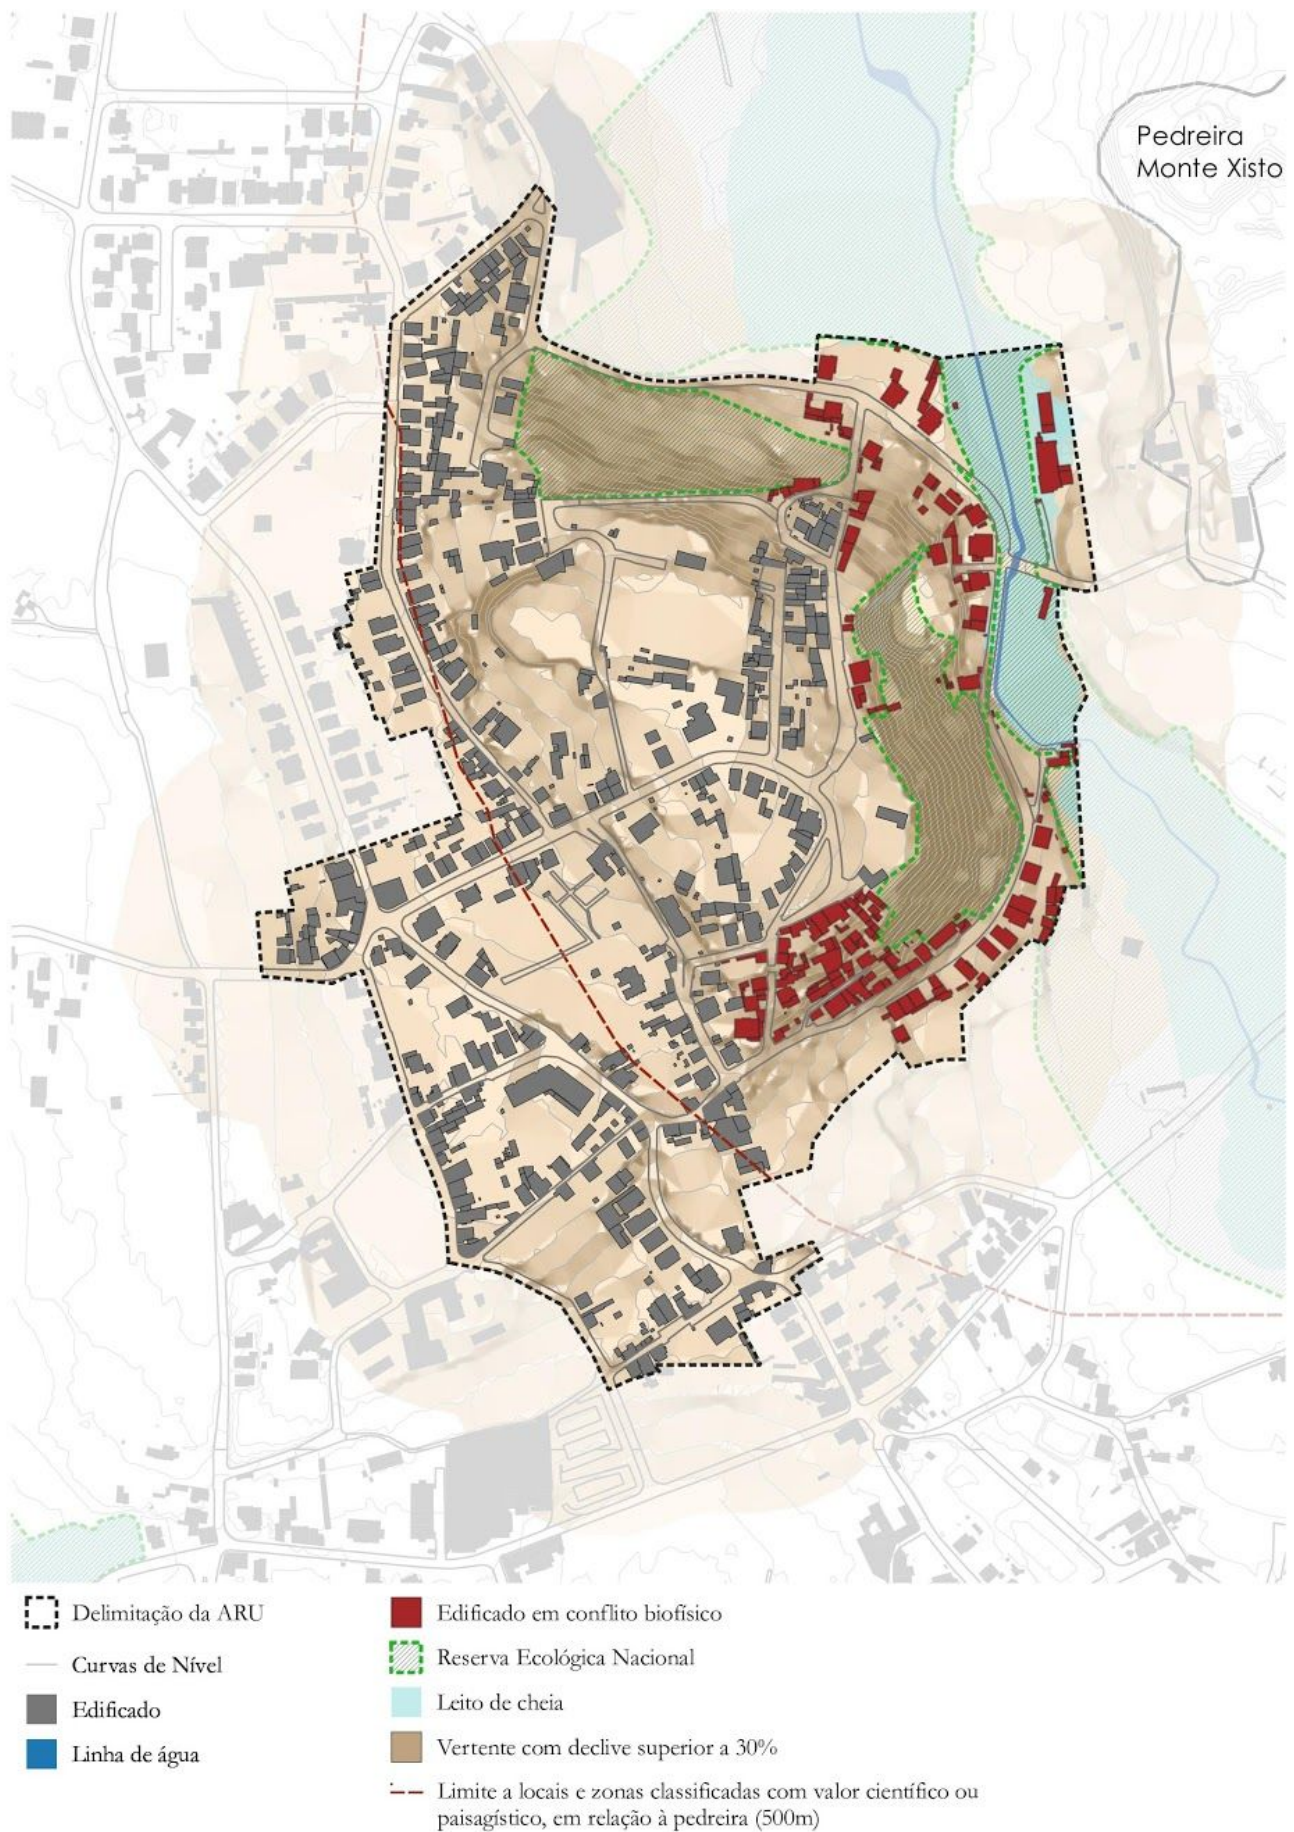 Pedreira
Monte Xisto
Delimitação da ARU
Curvas de Nível
Edificado
Linha de água
Edificado em conflito biofísico
Reserva Ecológica Nacional
Leito de cheia
Vertente com declive superior a 30%
Limite a locais e zonas classificadas com valor científico ou
paisagístico, em relação à pedreira (500m)